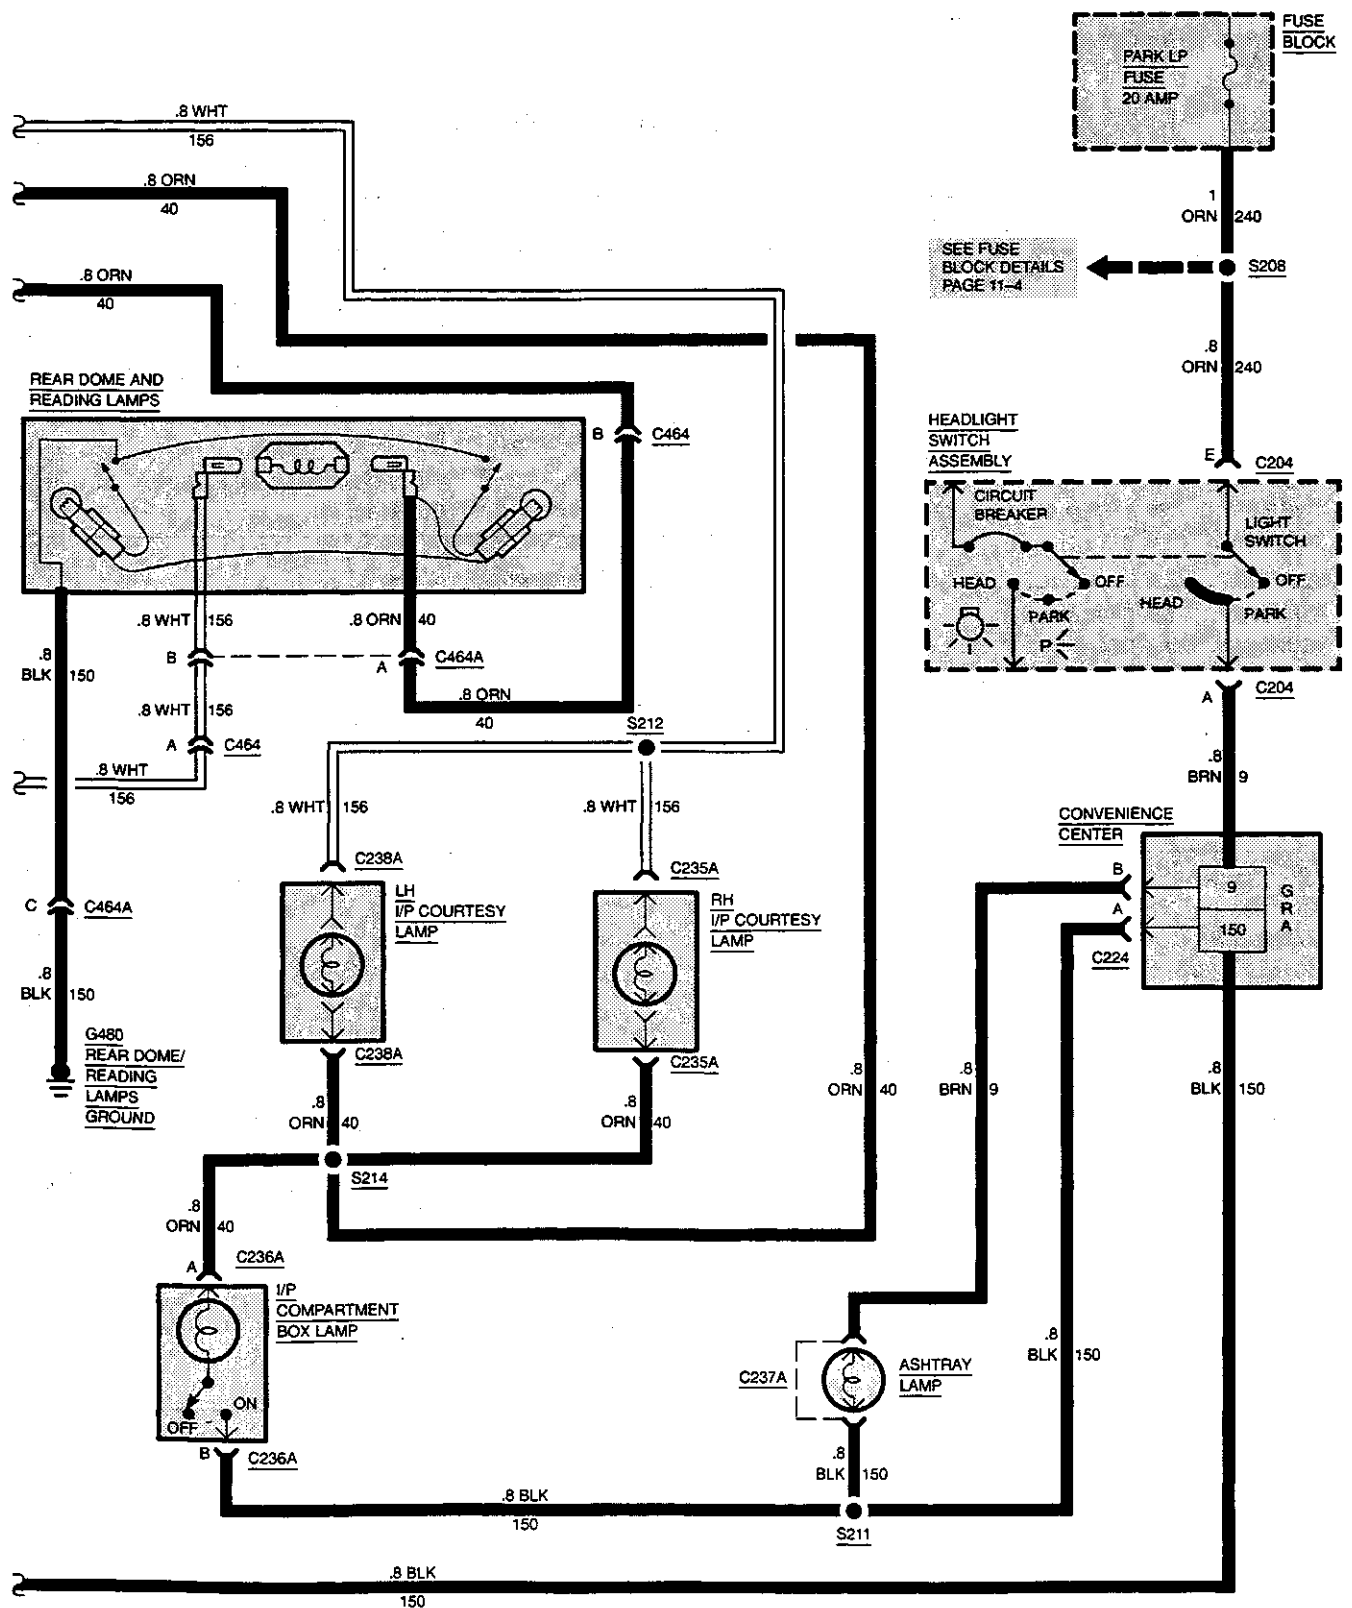 FUSE
BLOCK
PARK LP
FUSE
20 AMP
.8 WHT
156
.8 ORN
40
.8 ORN
40
1
ORN 240
SEE FUSE
BLOCK DETAILS
PAGE 11–4
S208
.8
ORN 240
REAR DOME AND
READING LAMPS
B C464
HEADLIGHT
SWITCH
ASSEMBLY
E C204
CIRCUIT
BREAKER
LIGHT
SWITCH
HEAD OFF
PARK
P
HEAD OFF
PARK
.8 WHT 156
.8 ORN 40
B
A C464A
.8
BLK 150
.8 ORN
40
.8 WHT 156
A C464
.8 WHT
156
S212
A C204
.8
BRN 9
.8 WHT 156
.8 WHT 156
CONVENIENCE
CENTER
C238A
C235A
LH
I/P COURTESY
LAMP
RH
I/P COURTESY
LAMP
B
A
C224
9
150
G
R
A
C C464A
.8
BLK 150
G480
REAR DOME/
READING
LAMPS
GROUND
C238A
C235A
.8
ORN 40
.8
ORN 40
.8
ORN 40
.8
BRN 9
.8
BLK 150
S214
.8
ORN 40
A C236A
I/P
COMPARTMENT
BOX LAMP
ON
OFF
B C236A
.8
BLK 150
C237A
ASHTRAY
LAMP
.8
BLK 150
.8 BLK
150
S211
.8 BLK
150